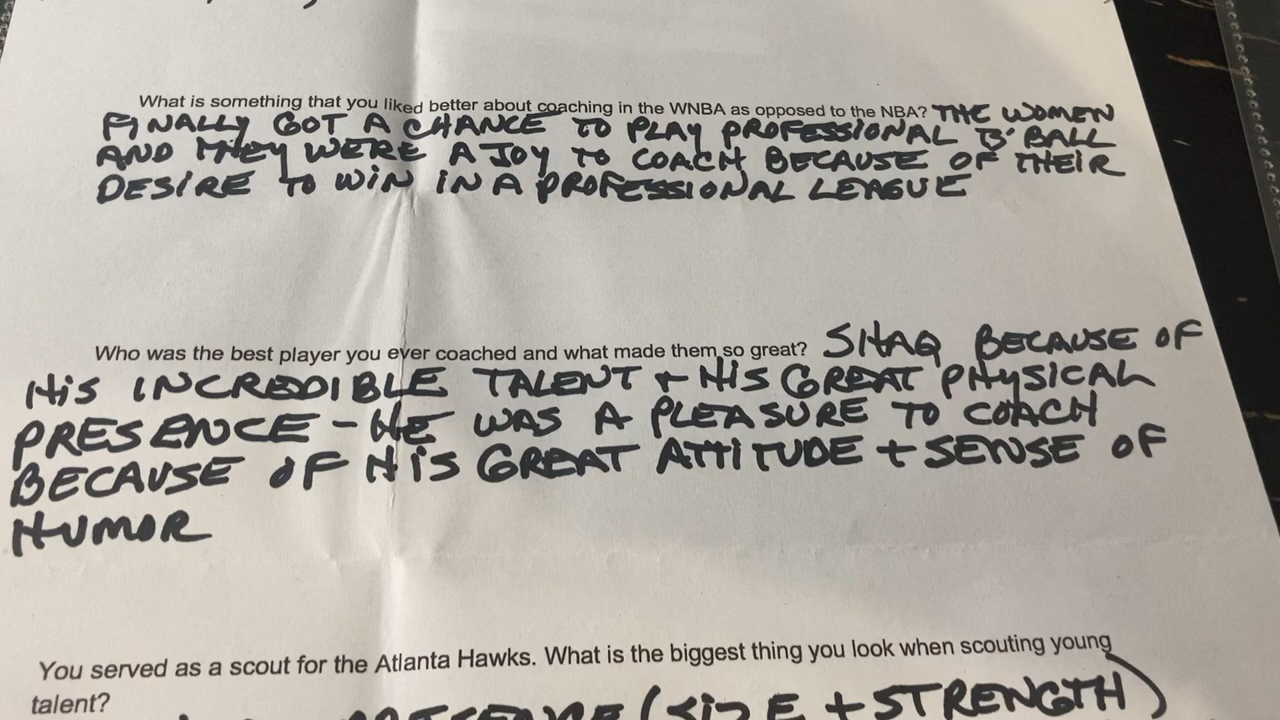 What is something that you liked better about coaching in the WNBA as opposed to the NBA? THE WOMEN
FINALLY GOT A CHANCE TO PLAY PROFESSIONAL B'BALL
AND THEY WERE A JOY TO COACH BECAUSE OF THEIR
DESIRE TO WIN IN A PROFESSIONAL LEAGUE
Who was the best player you ever coached and what made them so great? SHAQ BECAUSE OF
HIS INCREDIBLE TALENT + HIS GREAT PHYSICAL
PRESENCE - HE WAS A PLEASURE TO COACH
BECAUSE OF HIS GREAT ATTITUDE + SENSE OF
HUMOR
You served as a scout for the Atlanta Hawks. What is the biggest thing you look when scouting young
talent? PRESENCE (SIZE + STRENGTH)